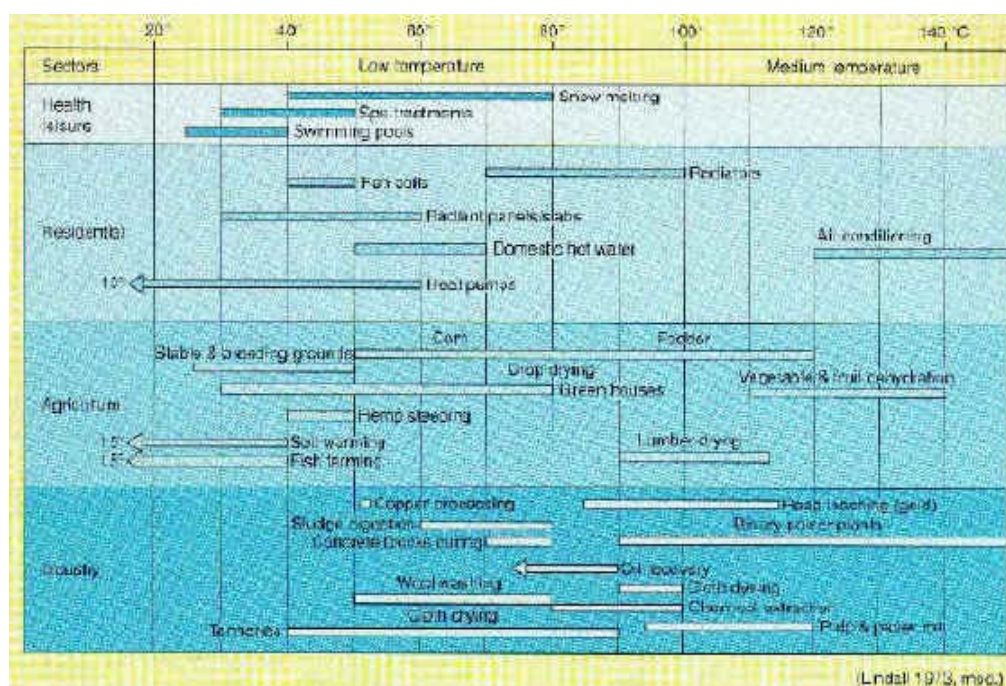 20° 40° 60° 80° 100° 120° 140 °C
Sectors Low temperature Medium temperature
Health
leisure
Snow melting
Spa treatments
Swimming pools
Residential
Radiators
Fan coils
Radiant panels/slabs
Air conditioning
Domestic hot water
10° Heat pumps
Agriculture
Corn Fodder
Stable & breeding grounds
Crop drying
Green houses
Vegetable & fruit dehydration
Hemp steeping
15° Soil warming
15° Fish farming
Lumber drying
Industry
Copper processing
Heap leaching (gold)
Sludge digestion
Binary power plants
Concrete blocks curing
Oil recovery
Wool washing
Cloth dyeing
Chemical extraction
Cloth drying
Tanneries
Pulp & paper mill
(Lindall 1973, mod.)